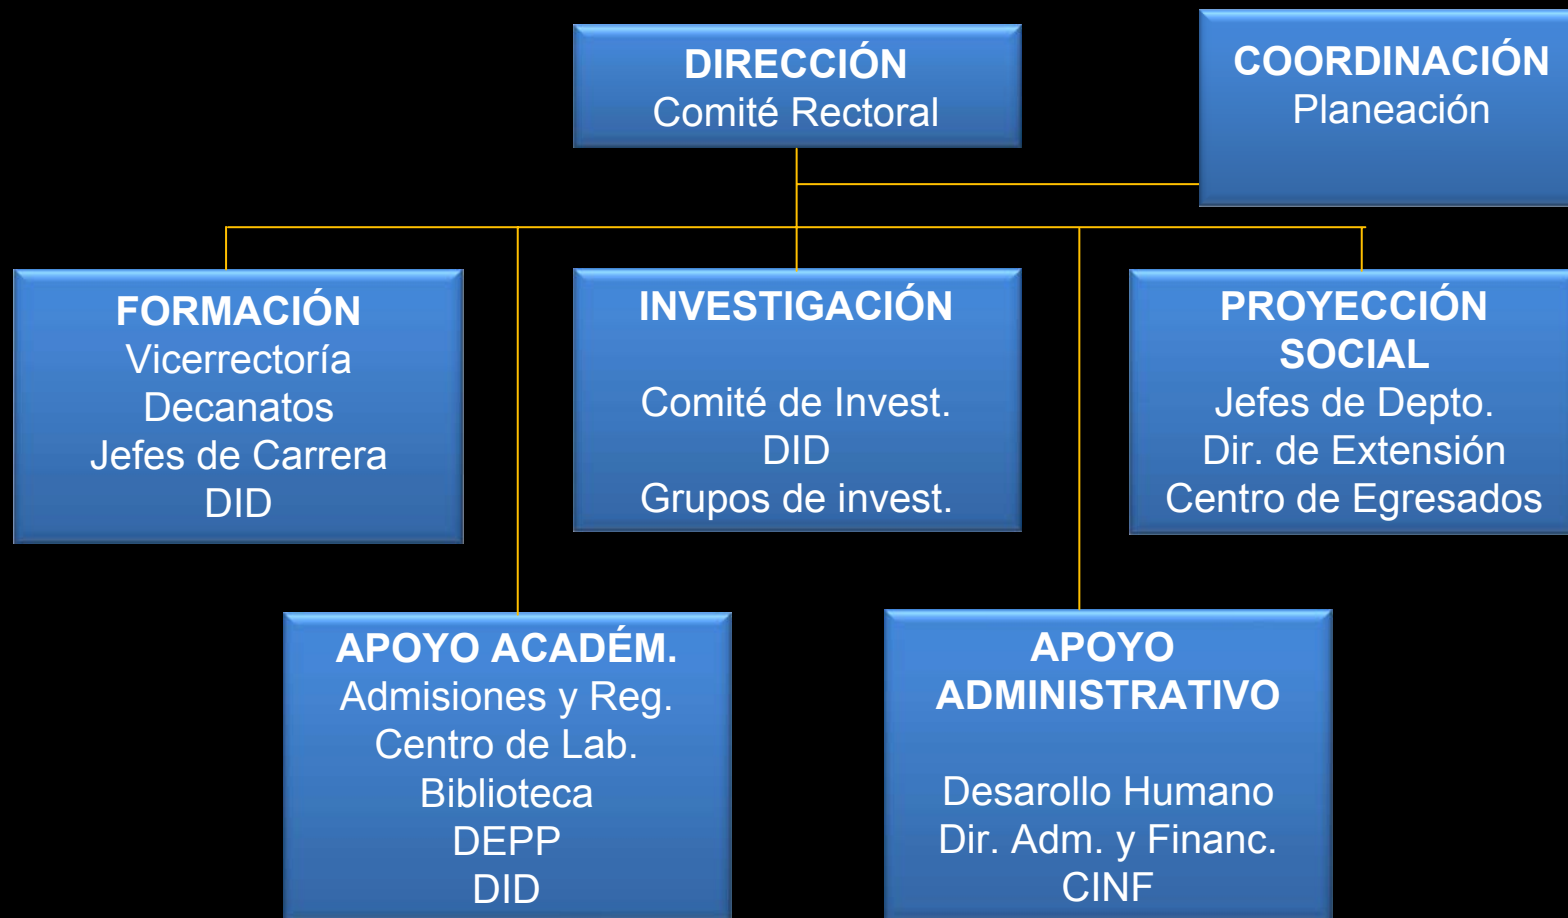 DIRECCIÓN
Comité Rectoral
COORDINACIÓN
Planeación
FORMACIÓN
Vicerrectoría
Decanatos
Jefes de Carrera
DID
INVESTIGACIÓN
Comité de Invest.
DID
Grupos de invest.
PROYECCIÓN
SOCIAL
Jefes de Depto.
Dir. de Extensión
Centro de Egresados
APOYO ACADÉM.
Admisiones y Reg.
Centro de Lab.
Biblioteca
DEPP
DID
APOYO
ADMINISTRATIVO
Desarollo Humano
Dir. Adm. y Financ.
CINF